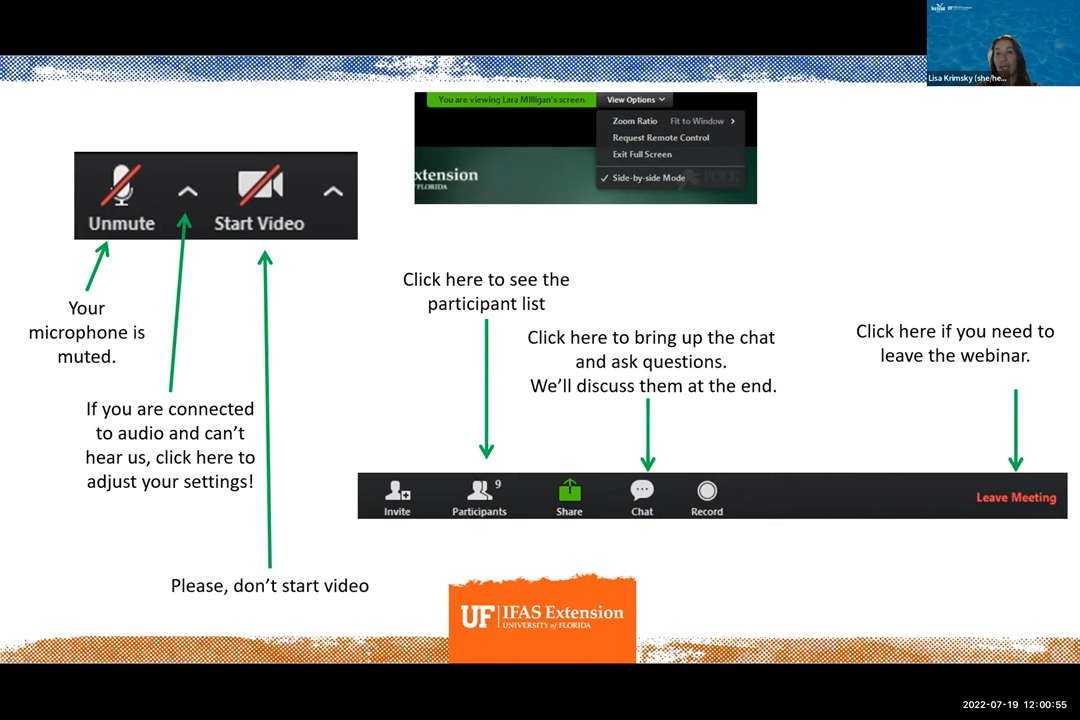 UF IFAS Extension
Lisa Krimsky (she/he...
You are viewing Lara Milligan's screen
View Options
Zoom Ratio Fit to Window
Request Remote Control
Exit Full Screen
Side-by-side Mode
xtension
FLORIDA
POLK
Unmute
Start Video
Your
microphone is
muted.
If you are connected
to audio and can't
hear us, click here to
adjust your settings!
Please, don't start video
Click here to see the
participant list
Click here to bring up the chat
and ask questions.
We'll discuss them at the end.
Click here if you need to
leave the webinar.
9
Invite
Participants
Share
Chat
Record
Leave Meeting
UF IFAS Extension
UNIVERSITY of FLORIDA
2022-07-19 12:00:55